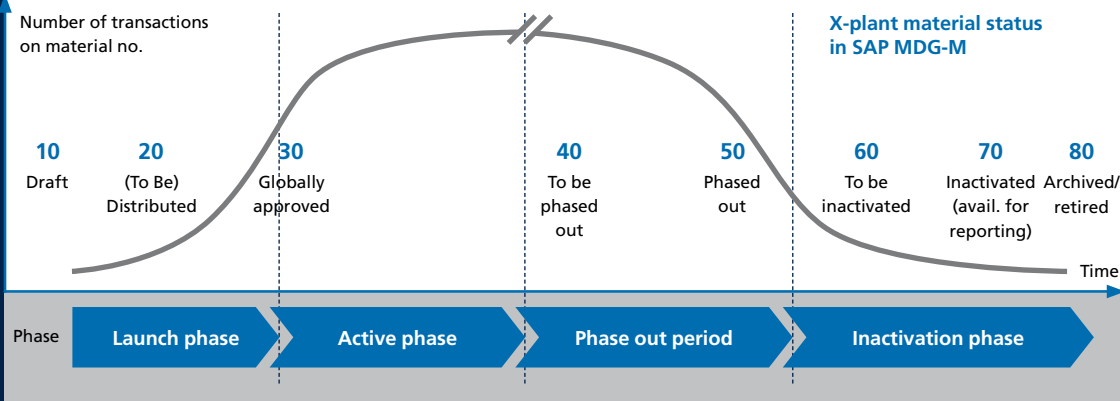 Number of transactions
on material no.
X-plant material status
in SAP MDG-M
10
Draft
20
(To Be)
Distributed
30
Globally
approved
40
To be
phased
out
50
Phased
out
60
To be
inactivated
70
Inactivated
(avail. for
reporting)
80
Archived/
retired
Time
Phase
Launch phase
Active phase
Phase out period
Inactivation phase